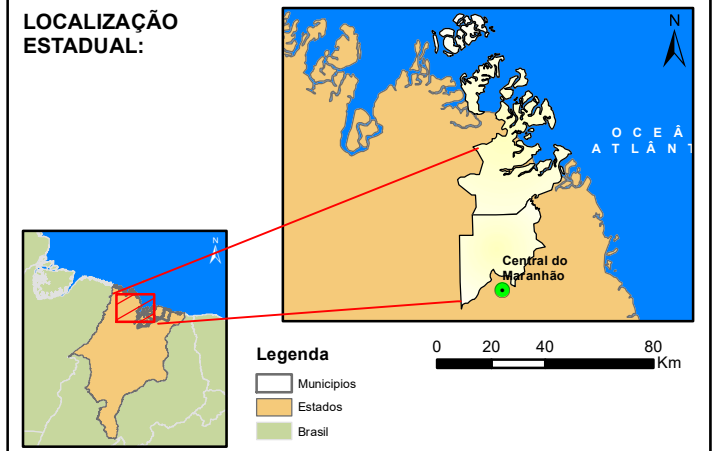 LOCALIZAÇÃO
ESTADUAL:
N
O C E Â
A T L Â N T
Central do
Maranhão
N
Legenda
Municipios
Estados
Brasil
0 20 40 80
Km